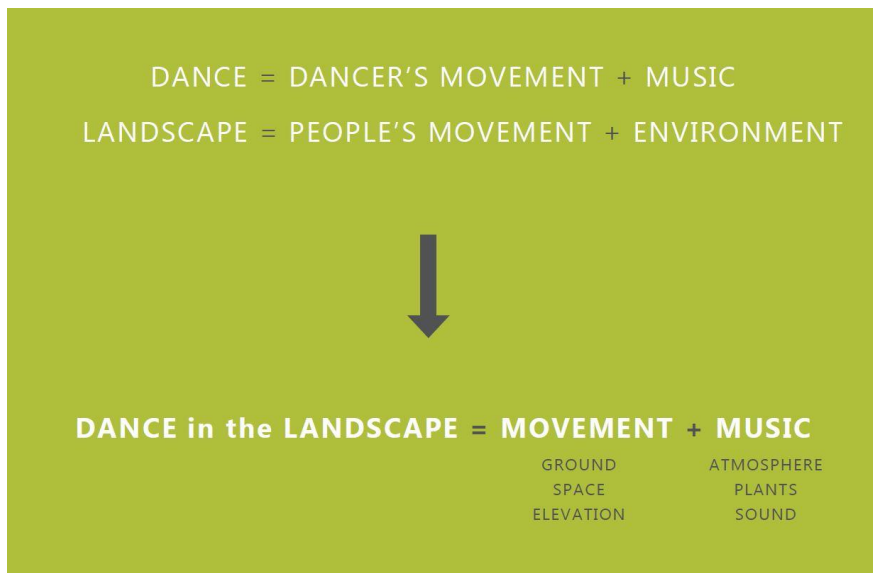 DANCE = DANCER'S MOVEMENT + MUSIC
LANDSCAPE = PEOPLE'S MOVEMENT + ENVIRONMENT
DANCE in the LANDSCAPE = MOVEMENT + MUSIC
GROUND ATMOSPHERE
SPACE PLANTS
ELEVATION SOUND